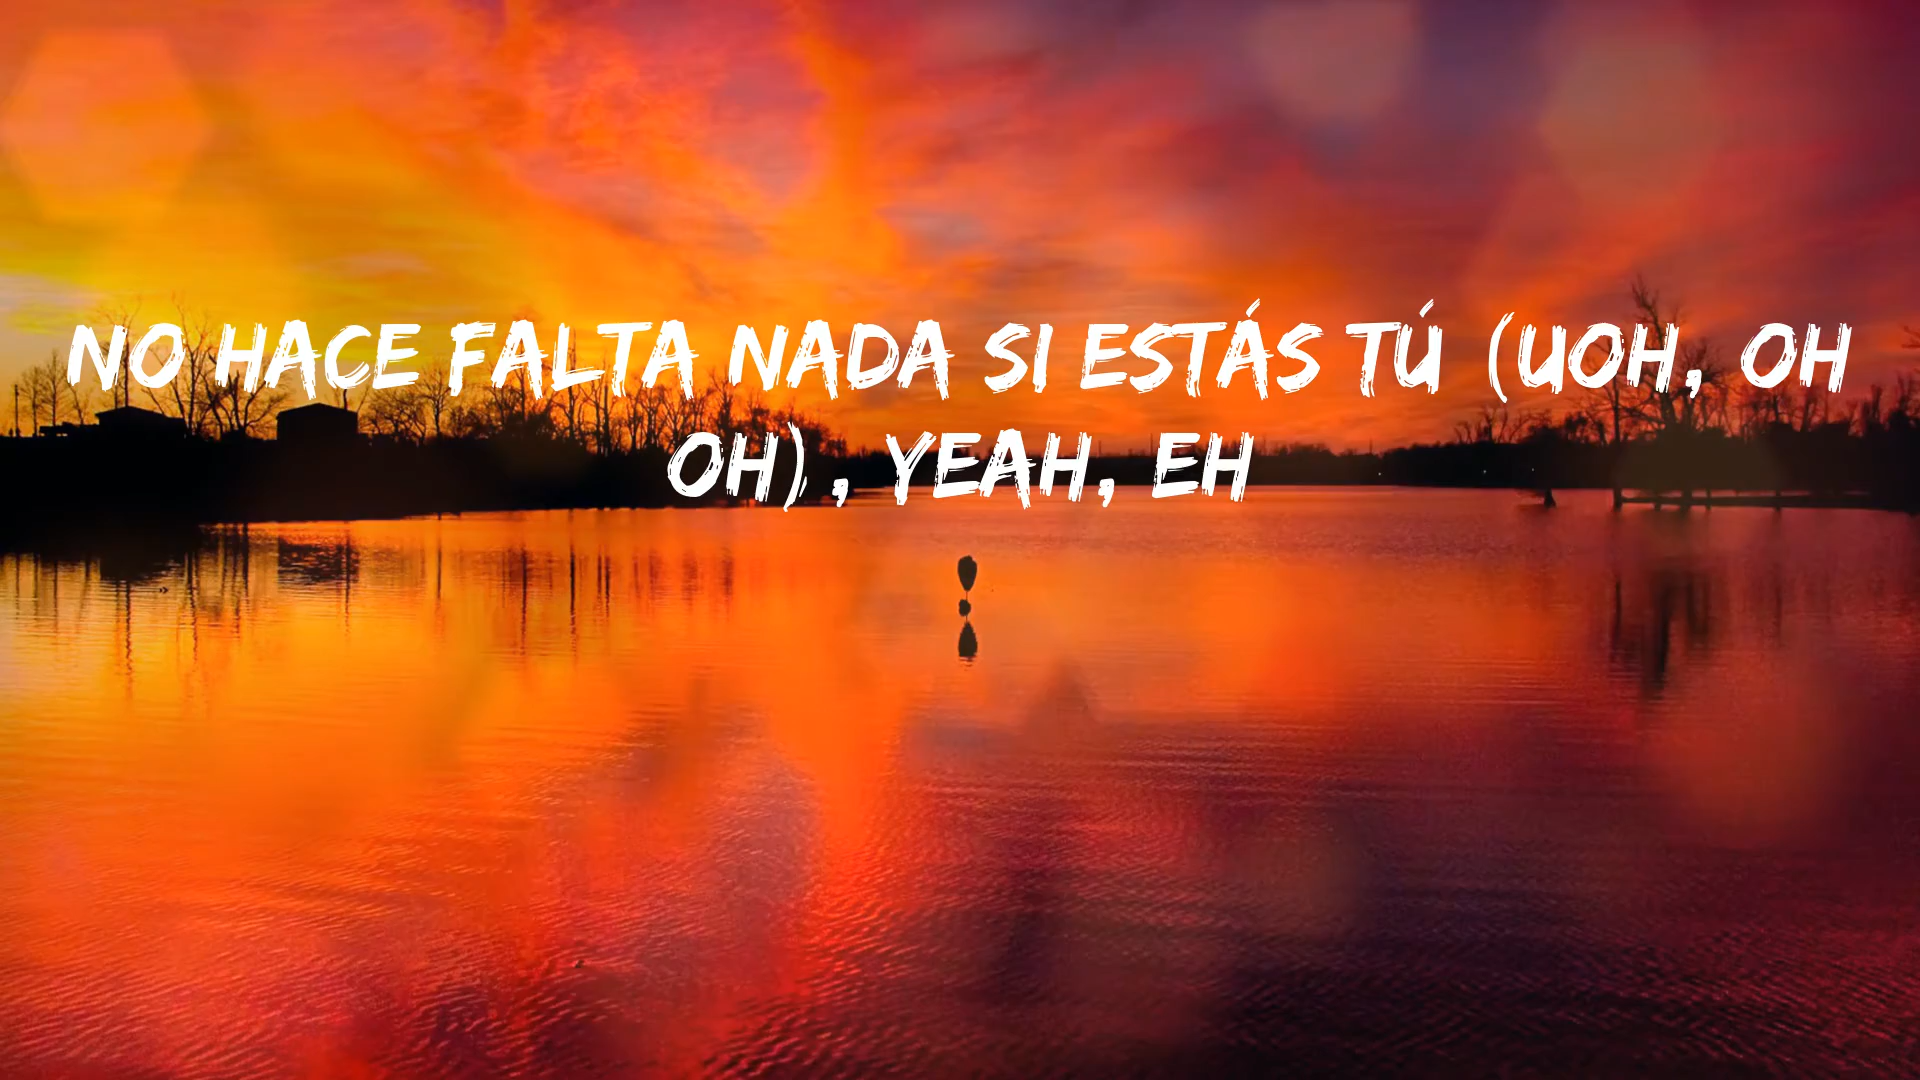 NO HACE FALTA NADA SI ESTÁS TÚ (UOH, OH
OH), YEAH, EH